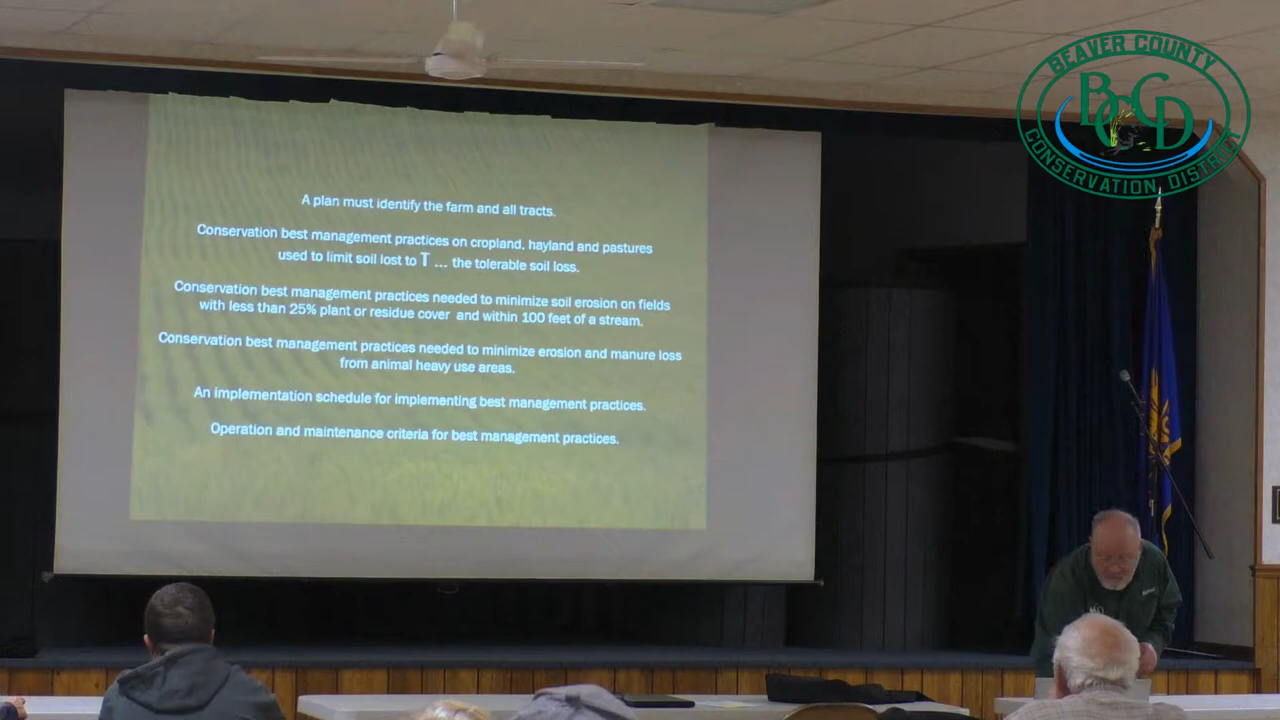 BEAVER COUNTY
BCCD
CONSERVATION DISTRICT
A plan must identify the farm and all tracts.
Conservation best management practices on cropland, hayland and pastures
used to limit soil lost to T ... the tolerable soil loss.
Conservation best management practices needed to minimize soil erosion on fields
with less than 25% plant or residue cover and within 100 feet of a stream.
Conservation best management practices needed to minimize erosion and manure loss
from animal heavy use areas.
An implementation schedule for implementing best management practices.
Operation and maintenance criteria for best management practices.